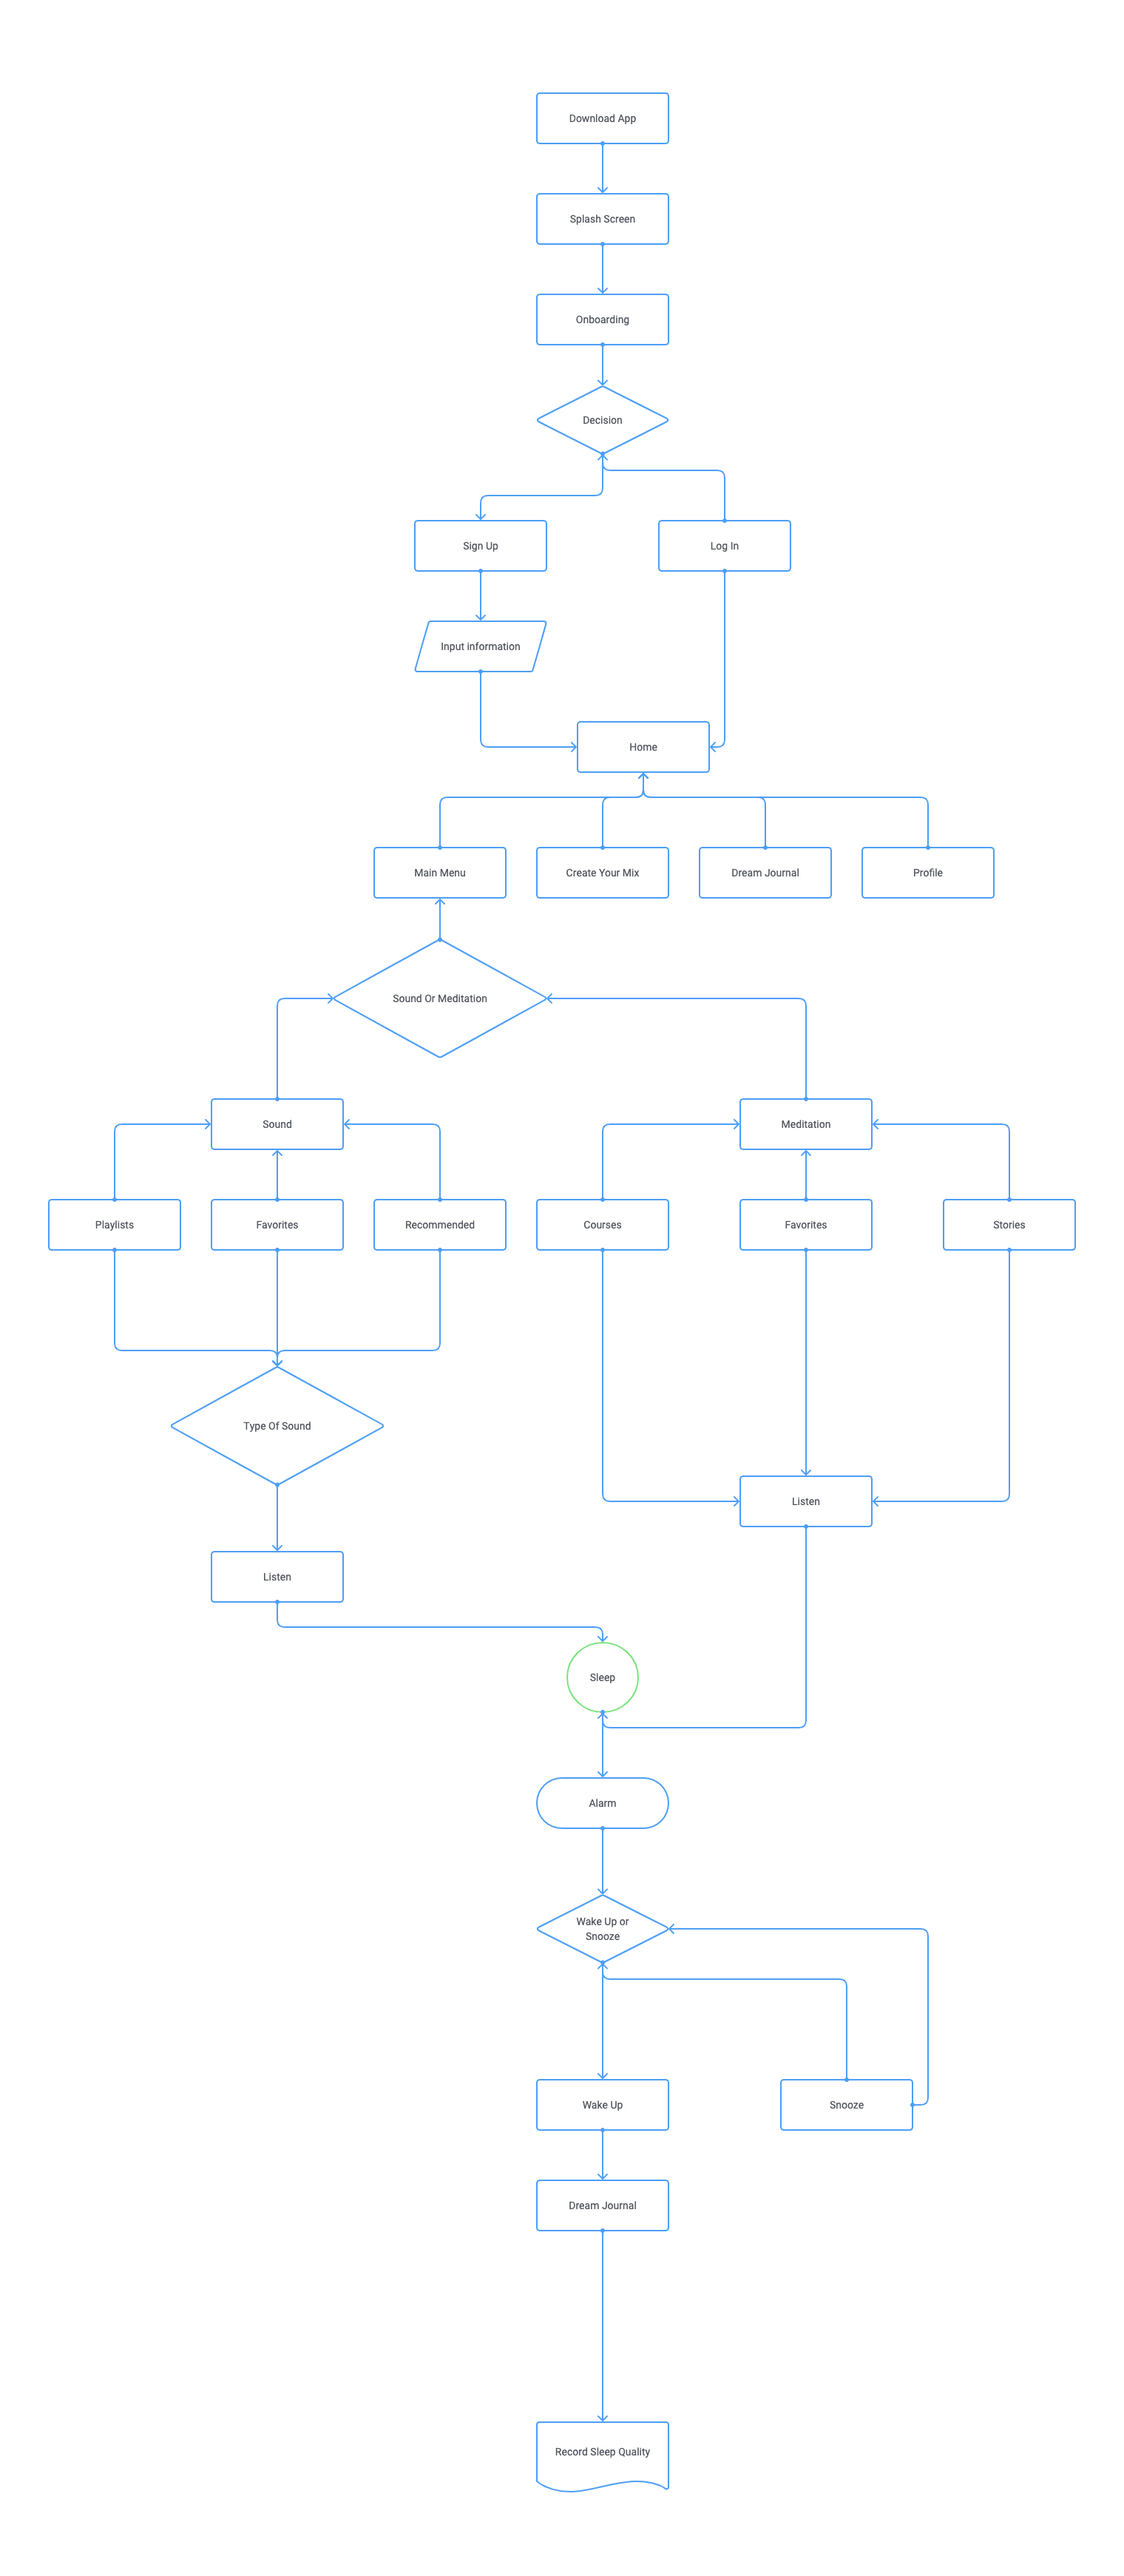 Download App
Splash Screen
Onboarding
Decision
Sign Up
Log In
Input information
Home
Main Menu
Create Your Mix
Dream Journal
Profile
Sound Or Meditation
Sound
Meditation
Playlists
Favorites
Recommended
Courses
Favorites
Stories
Type Of Sound
Listen
Listen
Sleep
Alarm
Wake Up or
Snooze
Wake Up
Snooze
Dream Journal
Record Sleep Quality